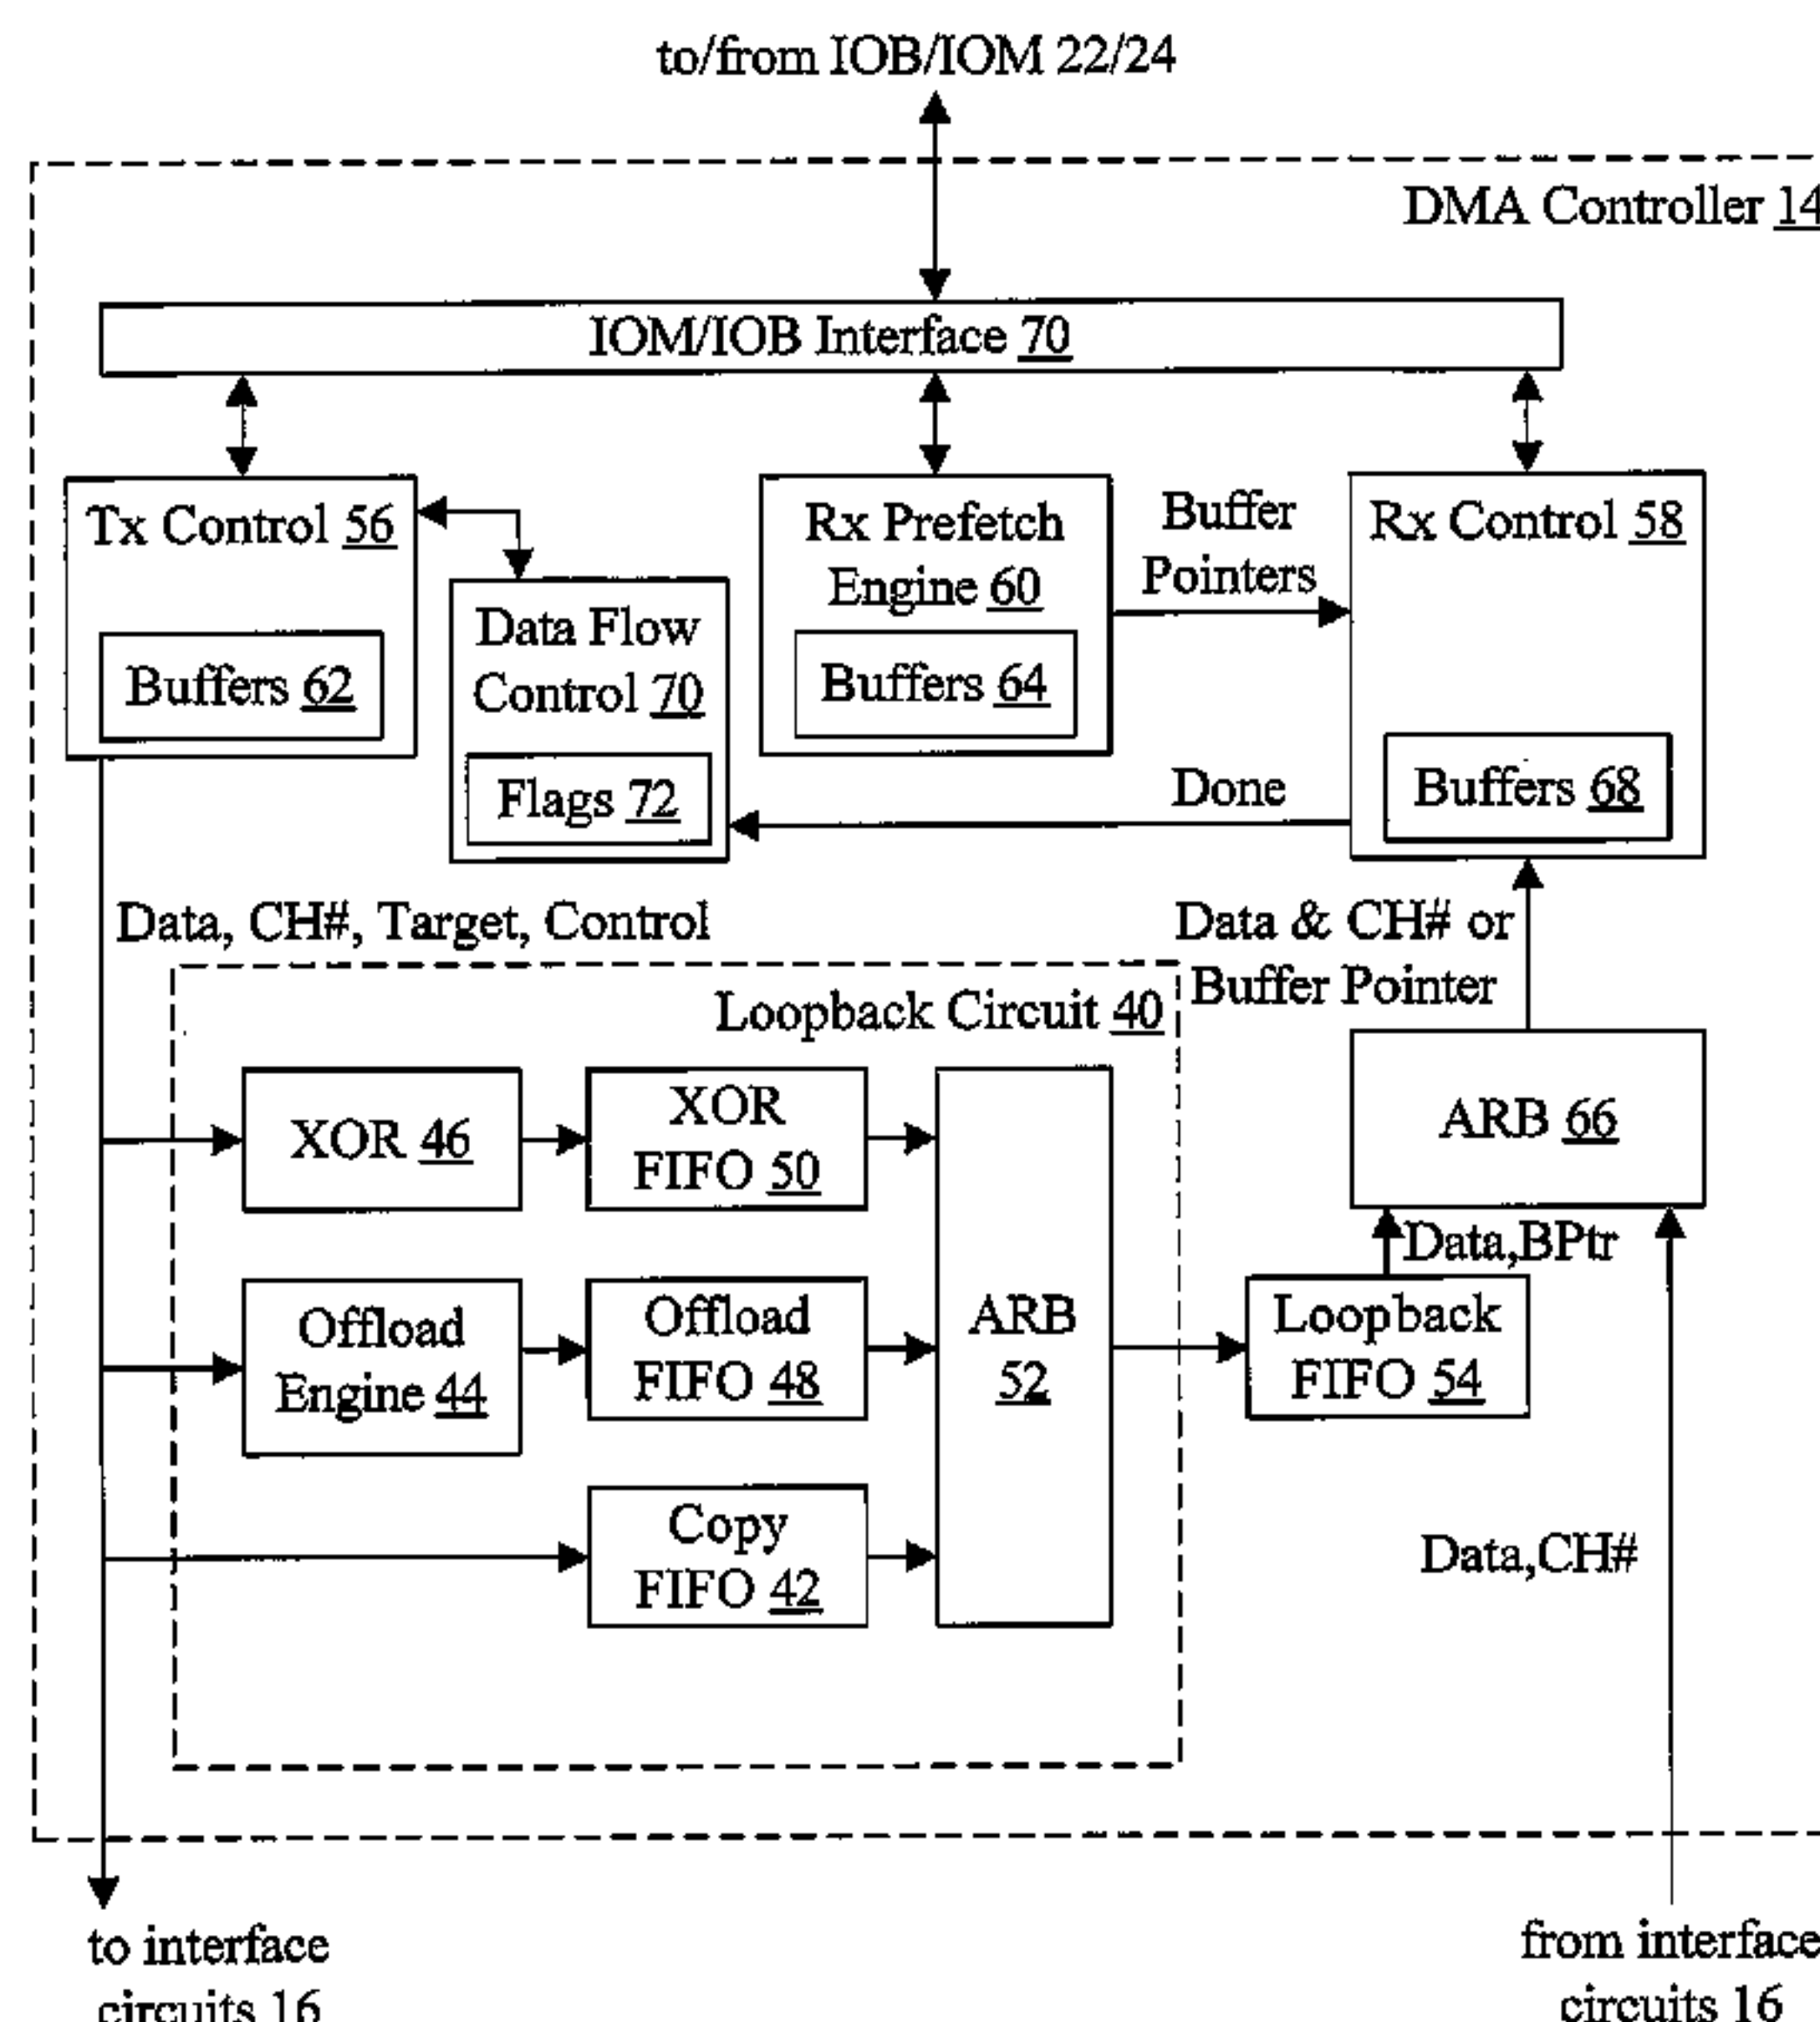 to/from IOB/IOM 22/24
DMA Controller 14
IOM/IOB Interface 70
Tx Control 56
Buffers 62
Data Flow
Control 70
Flags 72
Rx Prefetch
Engine 60
Buffers 64
Buffer
Pointers
Rx Control 58
Buffers 68
Done
Data, CH#, Target, Control
Data & CH# or
Buffer Pointer
Loopback Circuit 40
XOR 46
XOR
FIFO 50
ARB 66
Data,BPtr
Offload
Engine 44
Offload
FIFO 48
ARB
52
Loopback
FIFO 54
Copy
FIFO 42
Data,CH#
to interface
circuits 16
from interface
circuits 16